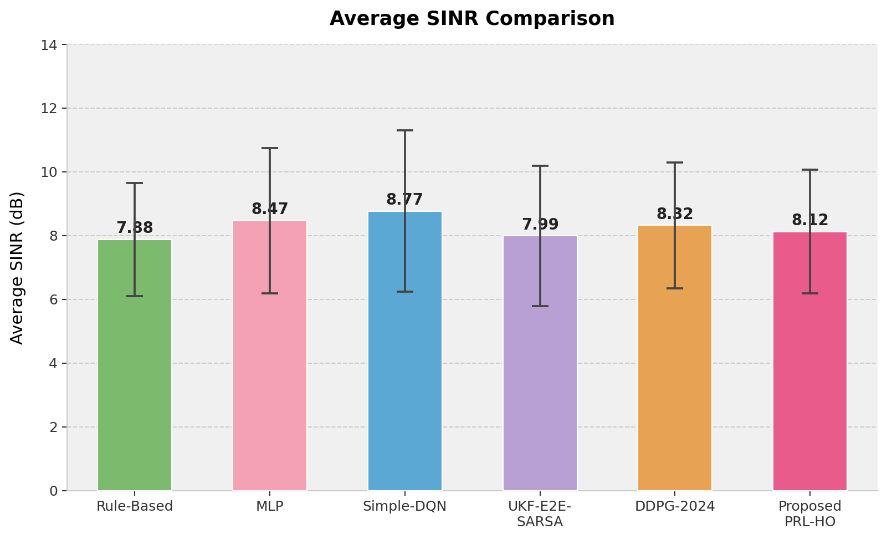 Average SINR Comparison
Average SINR (dB)
14
12
10
8
6
4
2
0
7.88
8.47
8.77
7.99
8.32
8.12
Rule-Based
MLP
Simple-DQN
UKF-E2E-
SARSA
DDPG-2024
Proposed
PRL-HO